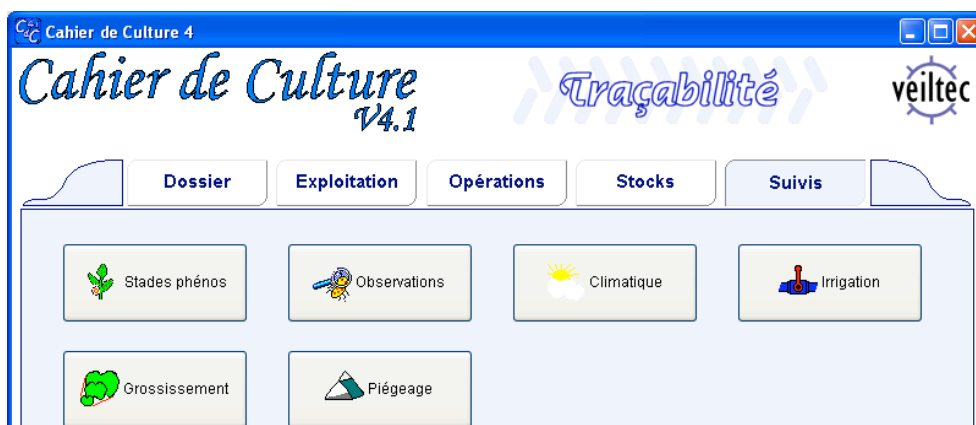 Cahier de Culture 4
Cahier de Culture
V4.1
Traçabilité
veiltec
Dossier
Exploitation
Opérations
Stocks
Suivis
Stades phénos
Observations
Climatique
Irrigation
Grossissement
Piégeage